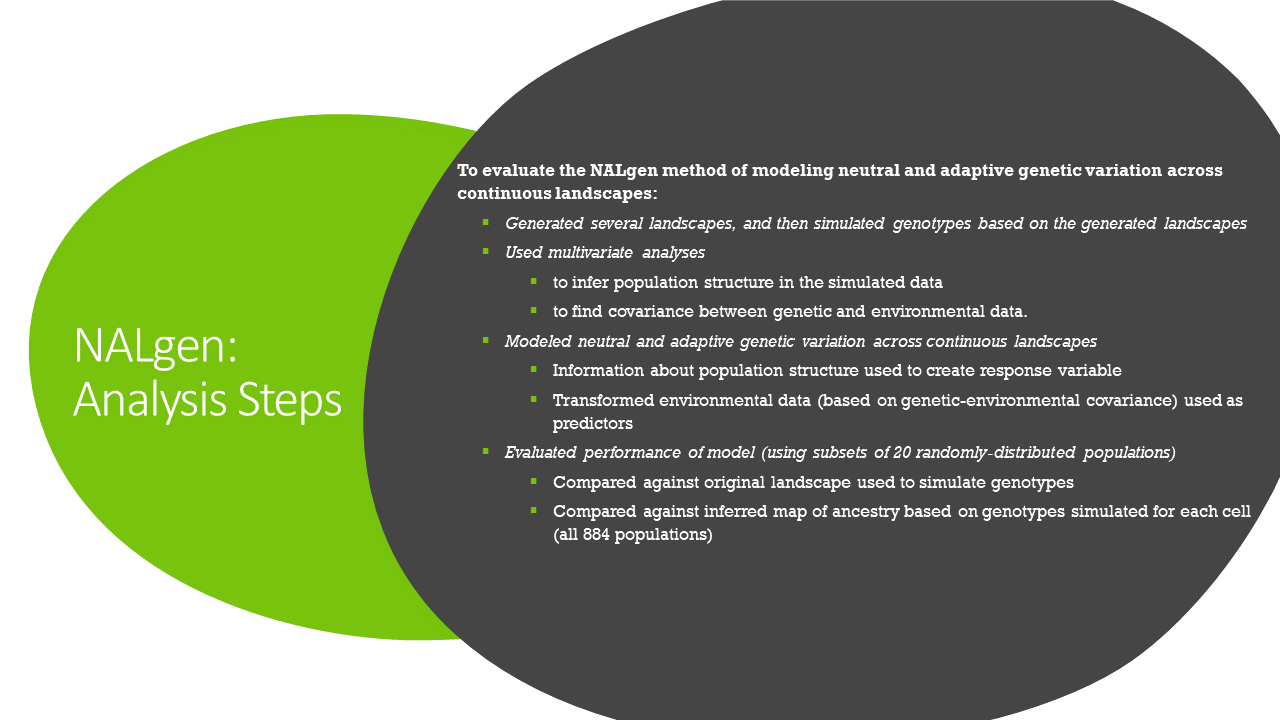 NALgen:
Analysis Steps
To evaluate the NALgen method of modeling neutral and adaptive genetic variation across
continuous landscapes:
Generated several landscapes, and then simulated genotypes based on the generated landscapes
Used multivariate analyses
to infer population structure in the simulated data
to find covariance between genetic and environmental data.
Modeled neutral and adaptive genetic variation across continuous landscapes
Information about population structure used to create response variable
Transformed environmental data (based on genetic-environmental covariance) used as
predictors
Evaluated performance of model (using subsets of 20 randomly-distributed populations)
Compared against original landscape used to simulate genotypes
Compared against inferred map of ancestry based on genotypes simulated for each cell
(all 884 populations)